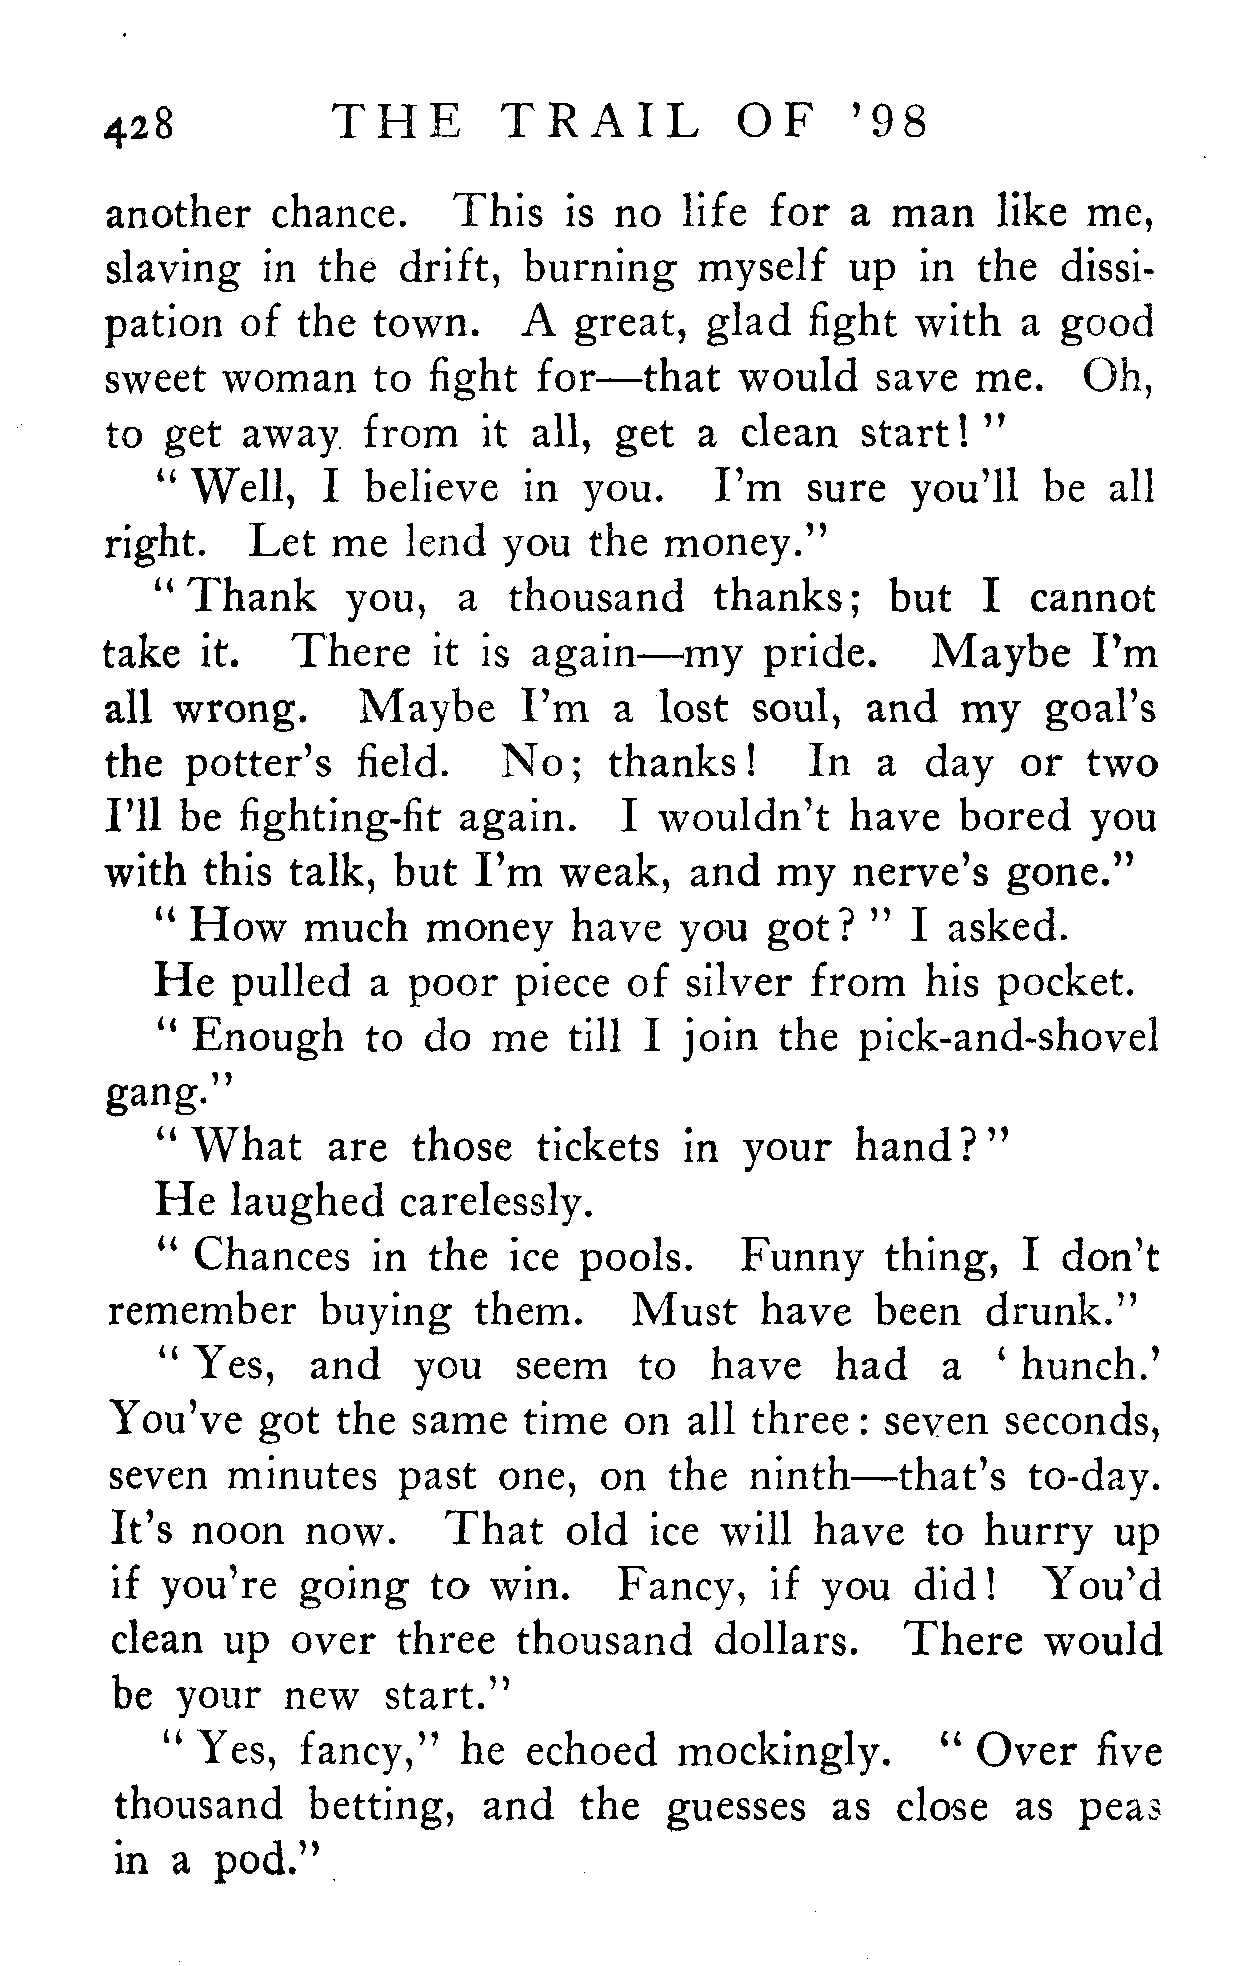 428 THE TRAIL OF '98
another chance. This is no life for a man like me,
slaving in the drift, burning myself up in the dissi-
pation of the town. A great, glad fight with a good
sweet woman to fight for—that would save me. Oh,
to get away from it all, get a clean start!"
"Well, I believe in you. I'm sure you'll be all
right. Let me lend you the money."
"Thank you, a thousand thanks; but I cannot
take it. There it is again—my pride. Maybe I'm
all wrong. Maybe I'm a lost soul, and my goal's
the potter's field. No; thanks! In a day or two
I'll be fighting-fit again. I wouldn't have bored you
with this talk, but I'm weak, and my nerve's gone."
"How much money have you got?" I asked.
He pulled a poor piece of silver from his pocket.
"Enough to do me till I join the pick-and-shovel
gang."
"What are those tickets in your hand?"
He laughed carelessly.
"Chances in the ice pools. Funny thing, I don't
remember buying them. Must have been drunk."
"Yes, and you seem to have had a 'hunch.'
You've got the same time on all three: seven seconds,
seven minutes past one, on the ninth—that's to-day.
It's noon now. That old ice will have to hurry up
if you're going to win. Fancy, if you did! You'd
clean up over three thousand dollars. There would
be your new start."
"Yes, fancy," he echoed mockingly. "Over five
thousand betting, and the guesses as close as peas
in a pod."